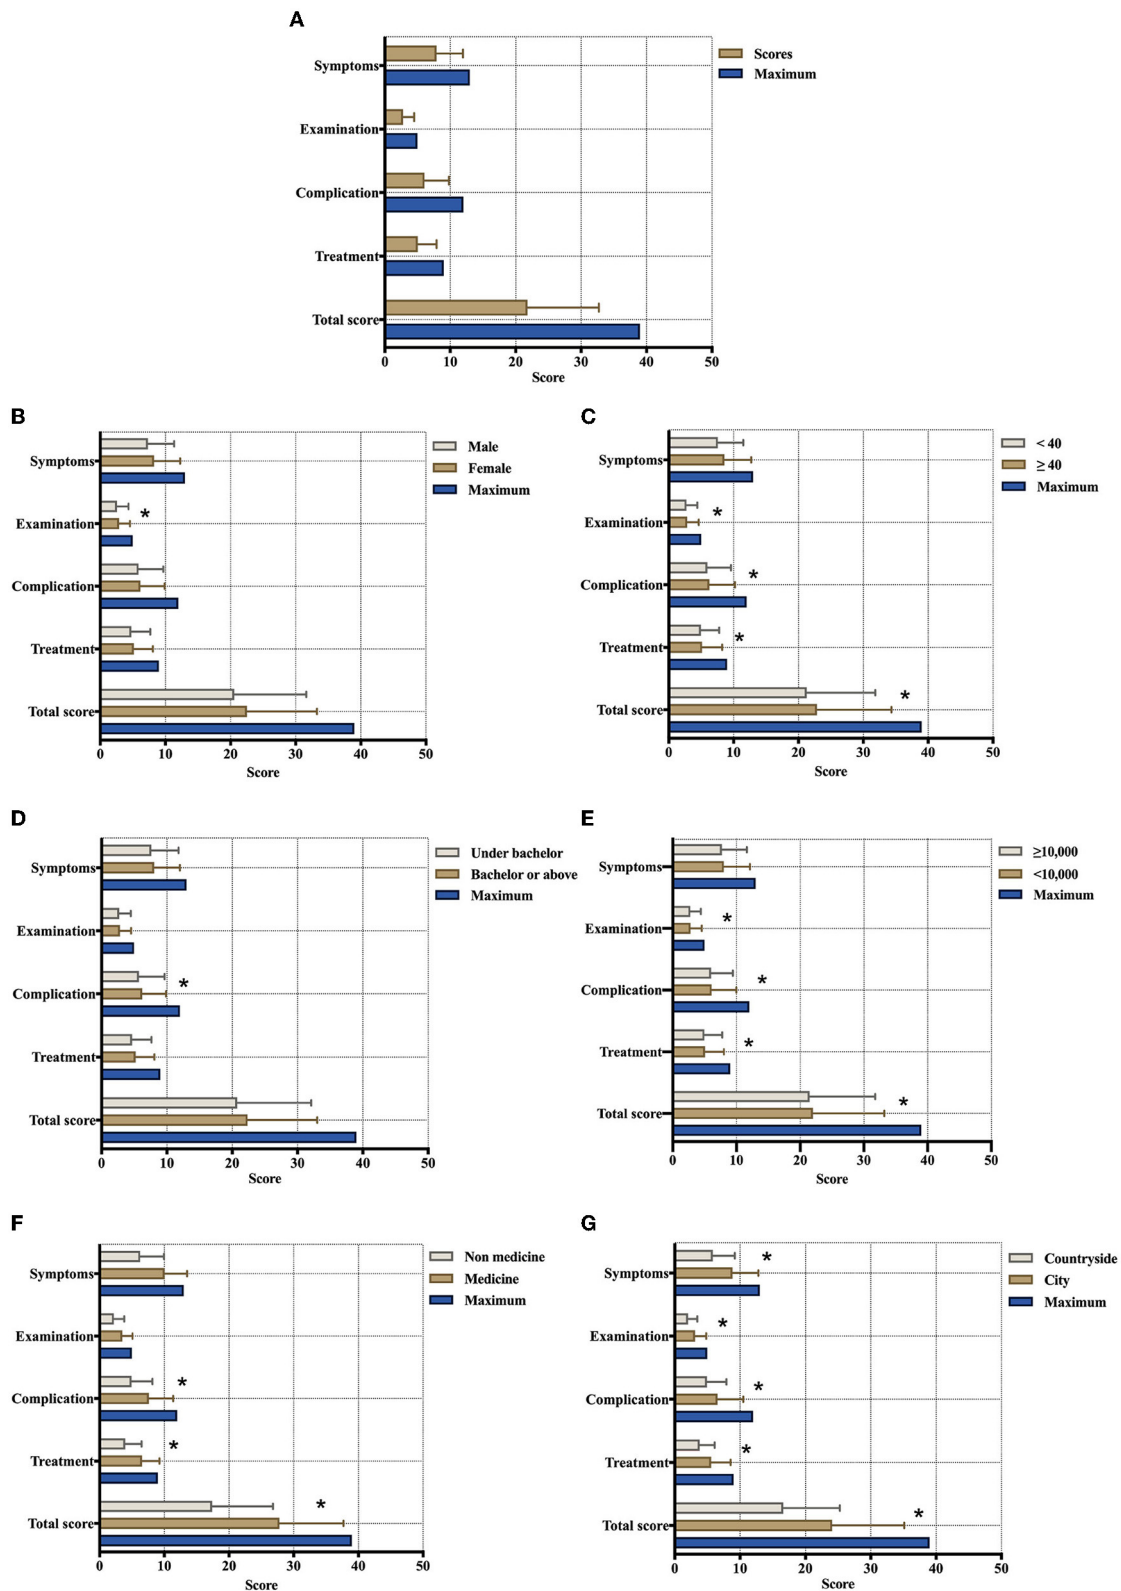 A
Symptoms
Examination
Complication
Treatment
Total score
0 10 20 30 40 50
Score
Scores
Maximum
B
Symptoms
Examination
*
Complication
Treatment
Total score
0 10 20 30 40 50
Score
Male
Female
Maximum
C
Symptoms
Examination
*
Complication
*
Treatment
*
Total score
*
0 10 20 30 40 50
Score
< 40
≥ 40
Maximum
D
Symptoms
Examination
Complication
*
Treatment
Total score
0 10 20 30 40 50
Score
Under bachelor
Bachelor or above
Maximum
E
Symptoms
Examination
*
Complication
*
Treatment
*
Total score
*
0 10 20 30 40 50
Score
≥10,000
<10,000
Maximum
F
Symptoms
Examination
Complication
*
Treatment
*
Total score
*
0 10 20 30 40 50
Score
Non medicine
Medicine
Maximum
G
Symptoms
*
Examination
*
Complication
*
Treatment
*
Total score
*
0 10 20 30 40 50
Score
Countryside
City
Maximum